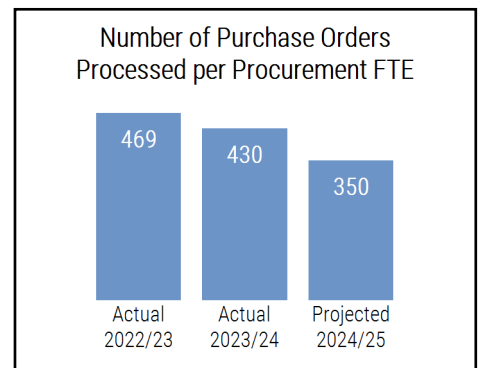 Number of Purchase Orders
Processed per Procurement FTE
469
430
350
Actual
2022/23
Actual
2023/24
Projected
2024/25